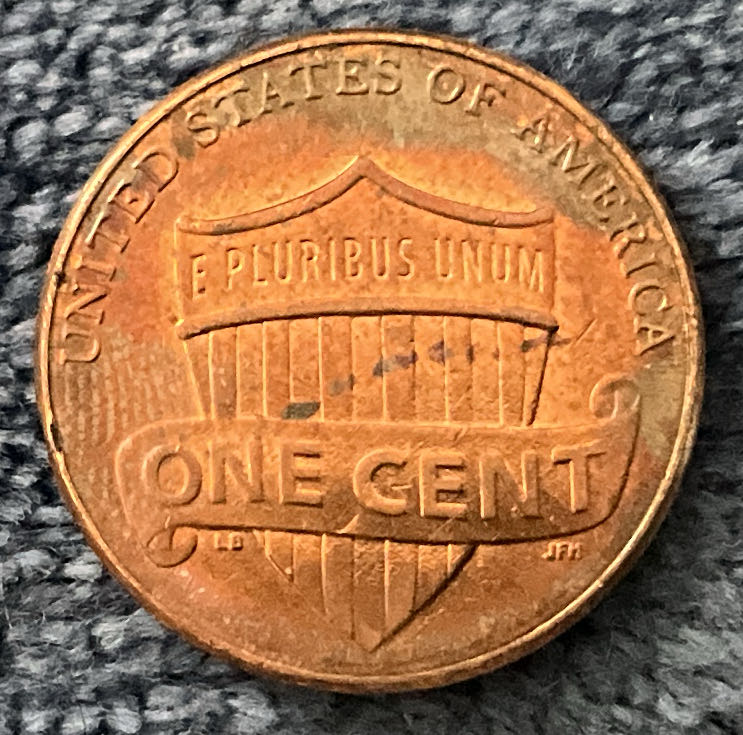 UNITED STATES OF AMERICA
E PLURIBUS UNUM
ONE CENT
LB JFM